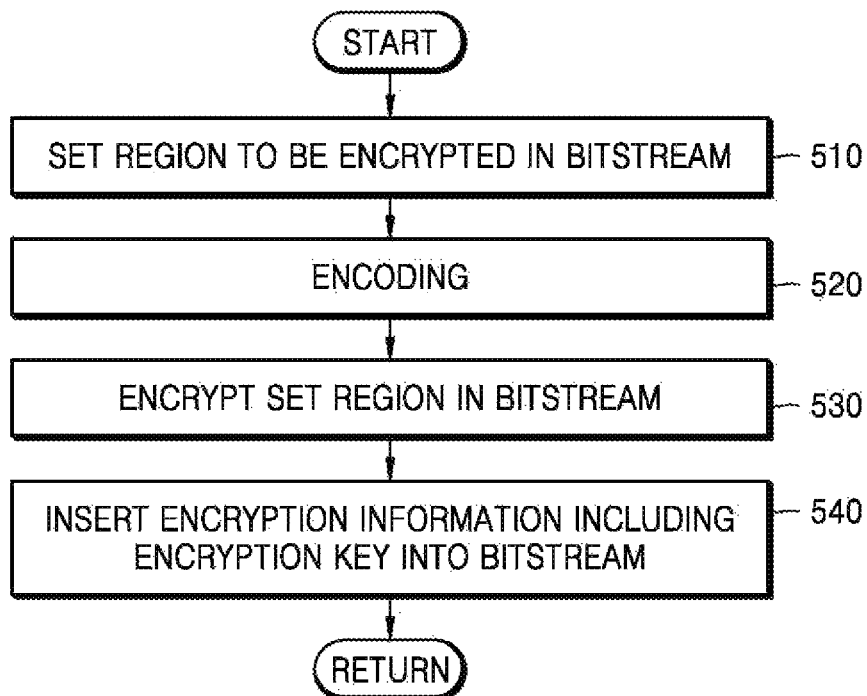 START
SET REGION TO BE ENCRYPTED IN BITSTREAM
510
ENCODING
520
ENCRYPT SET REGION IN BITSTREAM
530
INSERT ENCRYPTION INFORMATION INCLUDING
ENCRYPTION KEY INTO BITSTREAM
540
RETURN